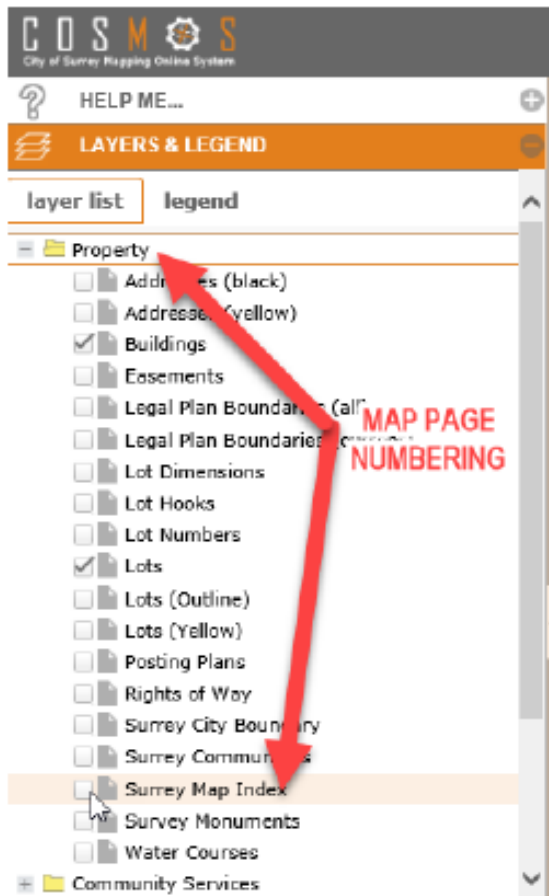 COSMOS
City of Surrey Mapping Online System
HELP ME...
LAYERS & LEGEND
layer list legend
Property
Addresses (black)
Addresses (yellow)
Buildings
Easements
Legal Plan Boundaries (all)
MAP PAGE
NUMBERING
Legal Plan Boundaries
Lot Dimensions
Lot Hooks
Lot Numbers
Lots
Lots (Outline)
Lots (Yellow)
Posting Plans
Rights of Way
Surrey City Boundary
Surrey Communities
Surrey Map Index
Survey Monuments
Water Courses
Community Services